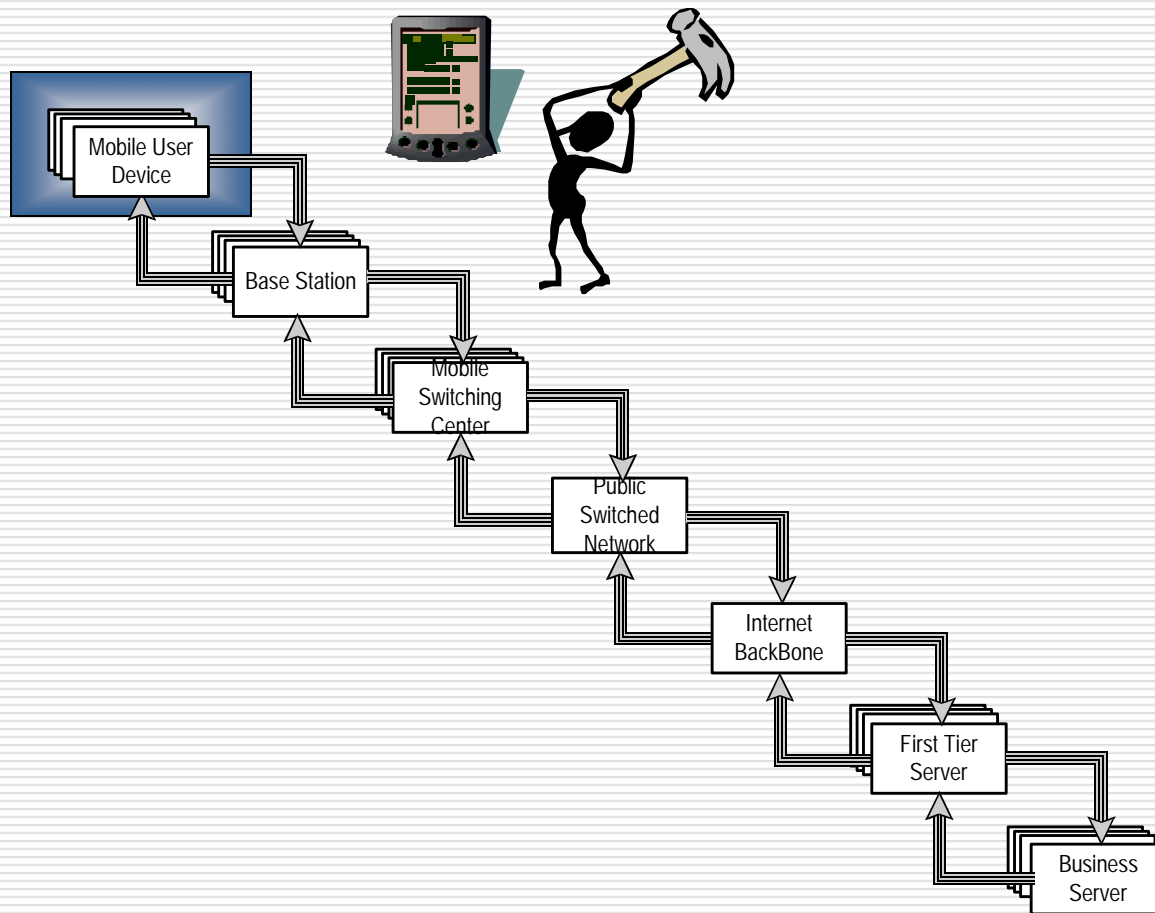 Mobile User
Device
Base Station
Mobile
Switching
Center
Public
Switched
Network
Internet
BackBone
First Tier
Server
Business
Server